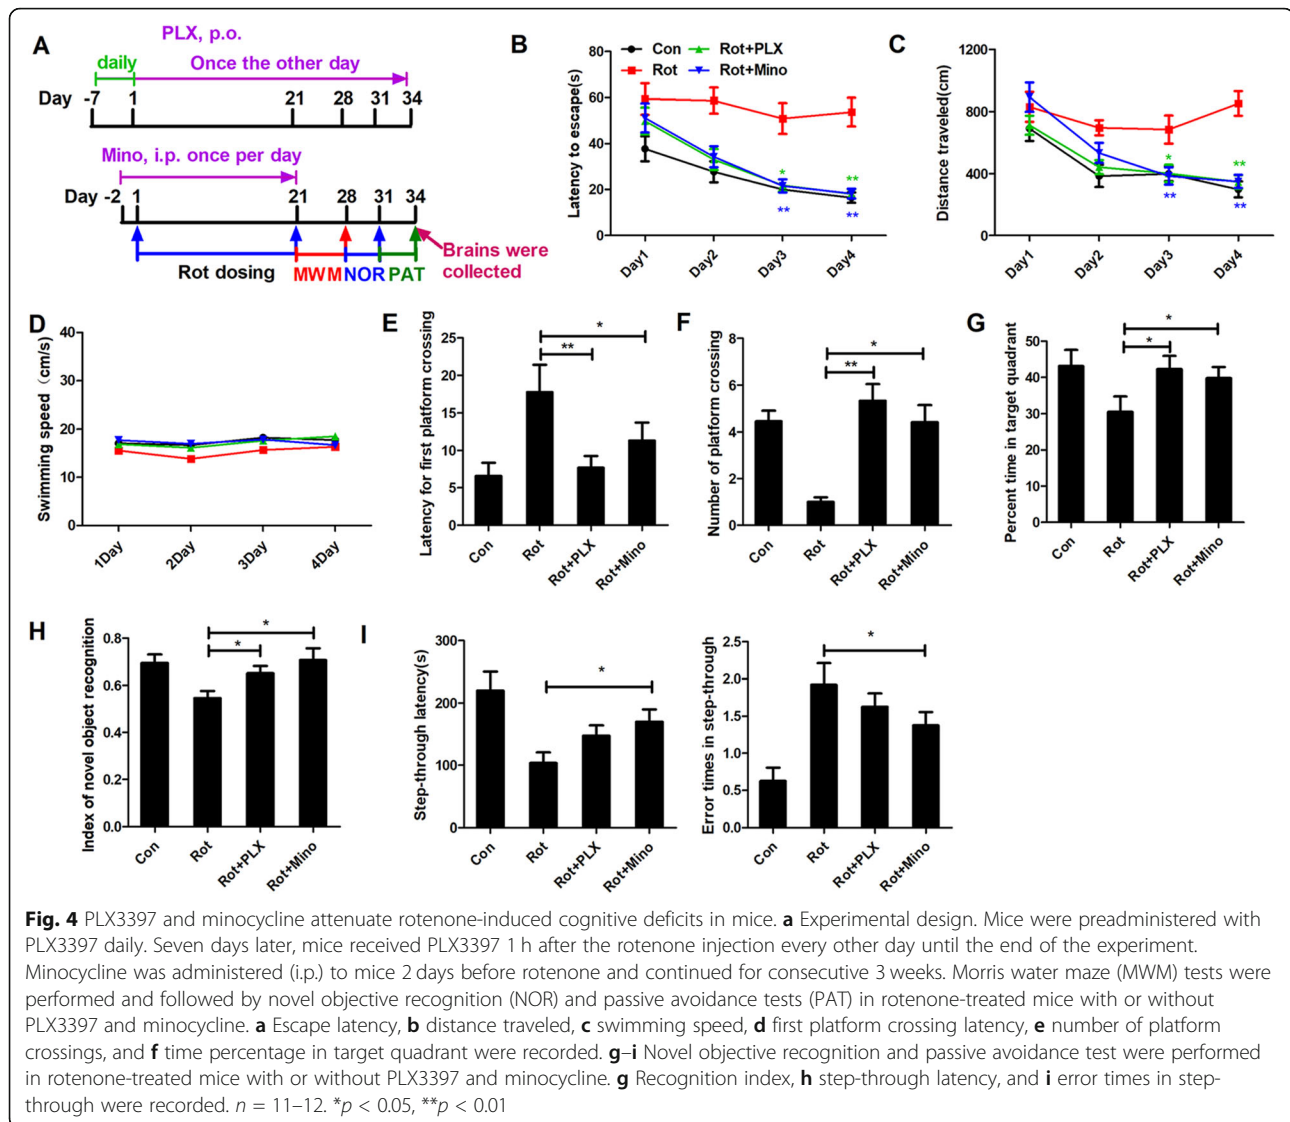 A
PLX, p.o.
daily
Once the other day
Day -7 1 21 28 31 34
Mino, i.p. once per day
Day -2 1 21 28 31 34
Rot dosing MWM NOR PAT
Brains were
collected
B
Latency to escape(s)
80
60
40
20
0
Con
Rot
Rot+PLX
Rot+Mino
*
**
**
**
Day1 Day2 Day3 Day4
C
Distance traveled(cm)
1200
800
400
0
*
**
**
**
Day1 Day2 Day3 Day4
D
Swimming speed (cm/s)
40
30
20
10
0
1Day 2Day 3Day 4Day
E
Latency for first platform crossing
25
20
15
10
5
0
*
**
Con Rot Rot+PLX Rot+Mino
F
Number of platform crossing
8
6
4
2
0
*
**
Con Rot Rot+PLX Rot+Mino
G
Percent time in target quadrant
50
40
30
20
10
0
*
*
Con Rot Rot+PLX Rot+Mino
H
Index of novel object recognition
0.8
0.6
0.4
0.2
0.0
*
*
Con Rot Rot+PLX Rot+Mino
I
Step-through latency(s)
300
200
100
0
*
Con Rot Rot+PLX Rot+Mino
Error times in step-through
2.5
2.0
1.5
1.0
0.5
0.0
*
Con Rot Rot+PLX Rot+Mino
Fig. 4 PLX3397 and minocycline attenuate rotenone-induced cognitive deficits in mice. a Experimental design. Mice were preadministered with
PLX3397 daily. Seven days later, mice received PLX3397 1 h after the rotenone injection every other day until the end of the experiment.
Minocycline was administered (i.p.) to mice 2 days before rotenone and continued for consecutive 3 weeks. Morris water maze (MWM) tests were
performed and followed by novel objective recognition (NOR) and passive avoidance tests (PAT) in rotenone-treated mice with or without
PLX3397 and minocycline. a Escape latency, b distance traveled, c swimming speed, d first platform crossing latency, e number of platform
crossings, and f time percentage in target quadrant were recorded. g–i Novel objective recognition and passive avoidance test were performed
in rotenone-treated mice with or without PLX3397 and minocycline. g Recognition index, h step-through latency, and i error times in step-
through were recorded. n = 11–12. *p < 0.05, **p < 0.01